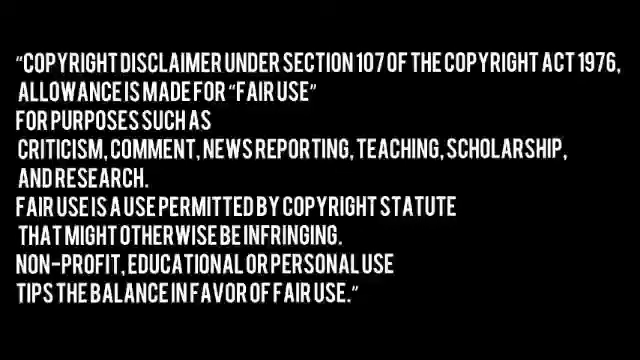 "COPYRIGHT DISCLAIMER UNDER SECTION 107 OF THE COPYRIGHT ACT 1976,
ALLOWANCE IS MADE FOR "FAIR USE"
FOR PURPOSES SUCH AS
CRITICISM, COMMENT, NEWS REPORTING, TEACHING, SCHOLARSHIP,
AND RESEARCH.
FAIR USE IS A USE PERMITTED BY COPYRIGHT STATUTE
THAT MIGHT OTHERWISE BE INFRINGING.
NON-PROFIT, EDUCATIONAL OR PERSONAL USE
TIPS THE BALANCE IN FAVOR OF FAIR USE."